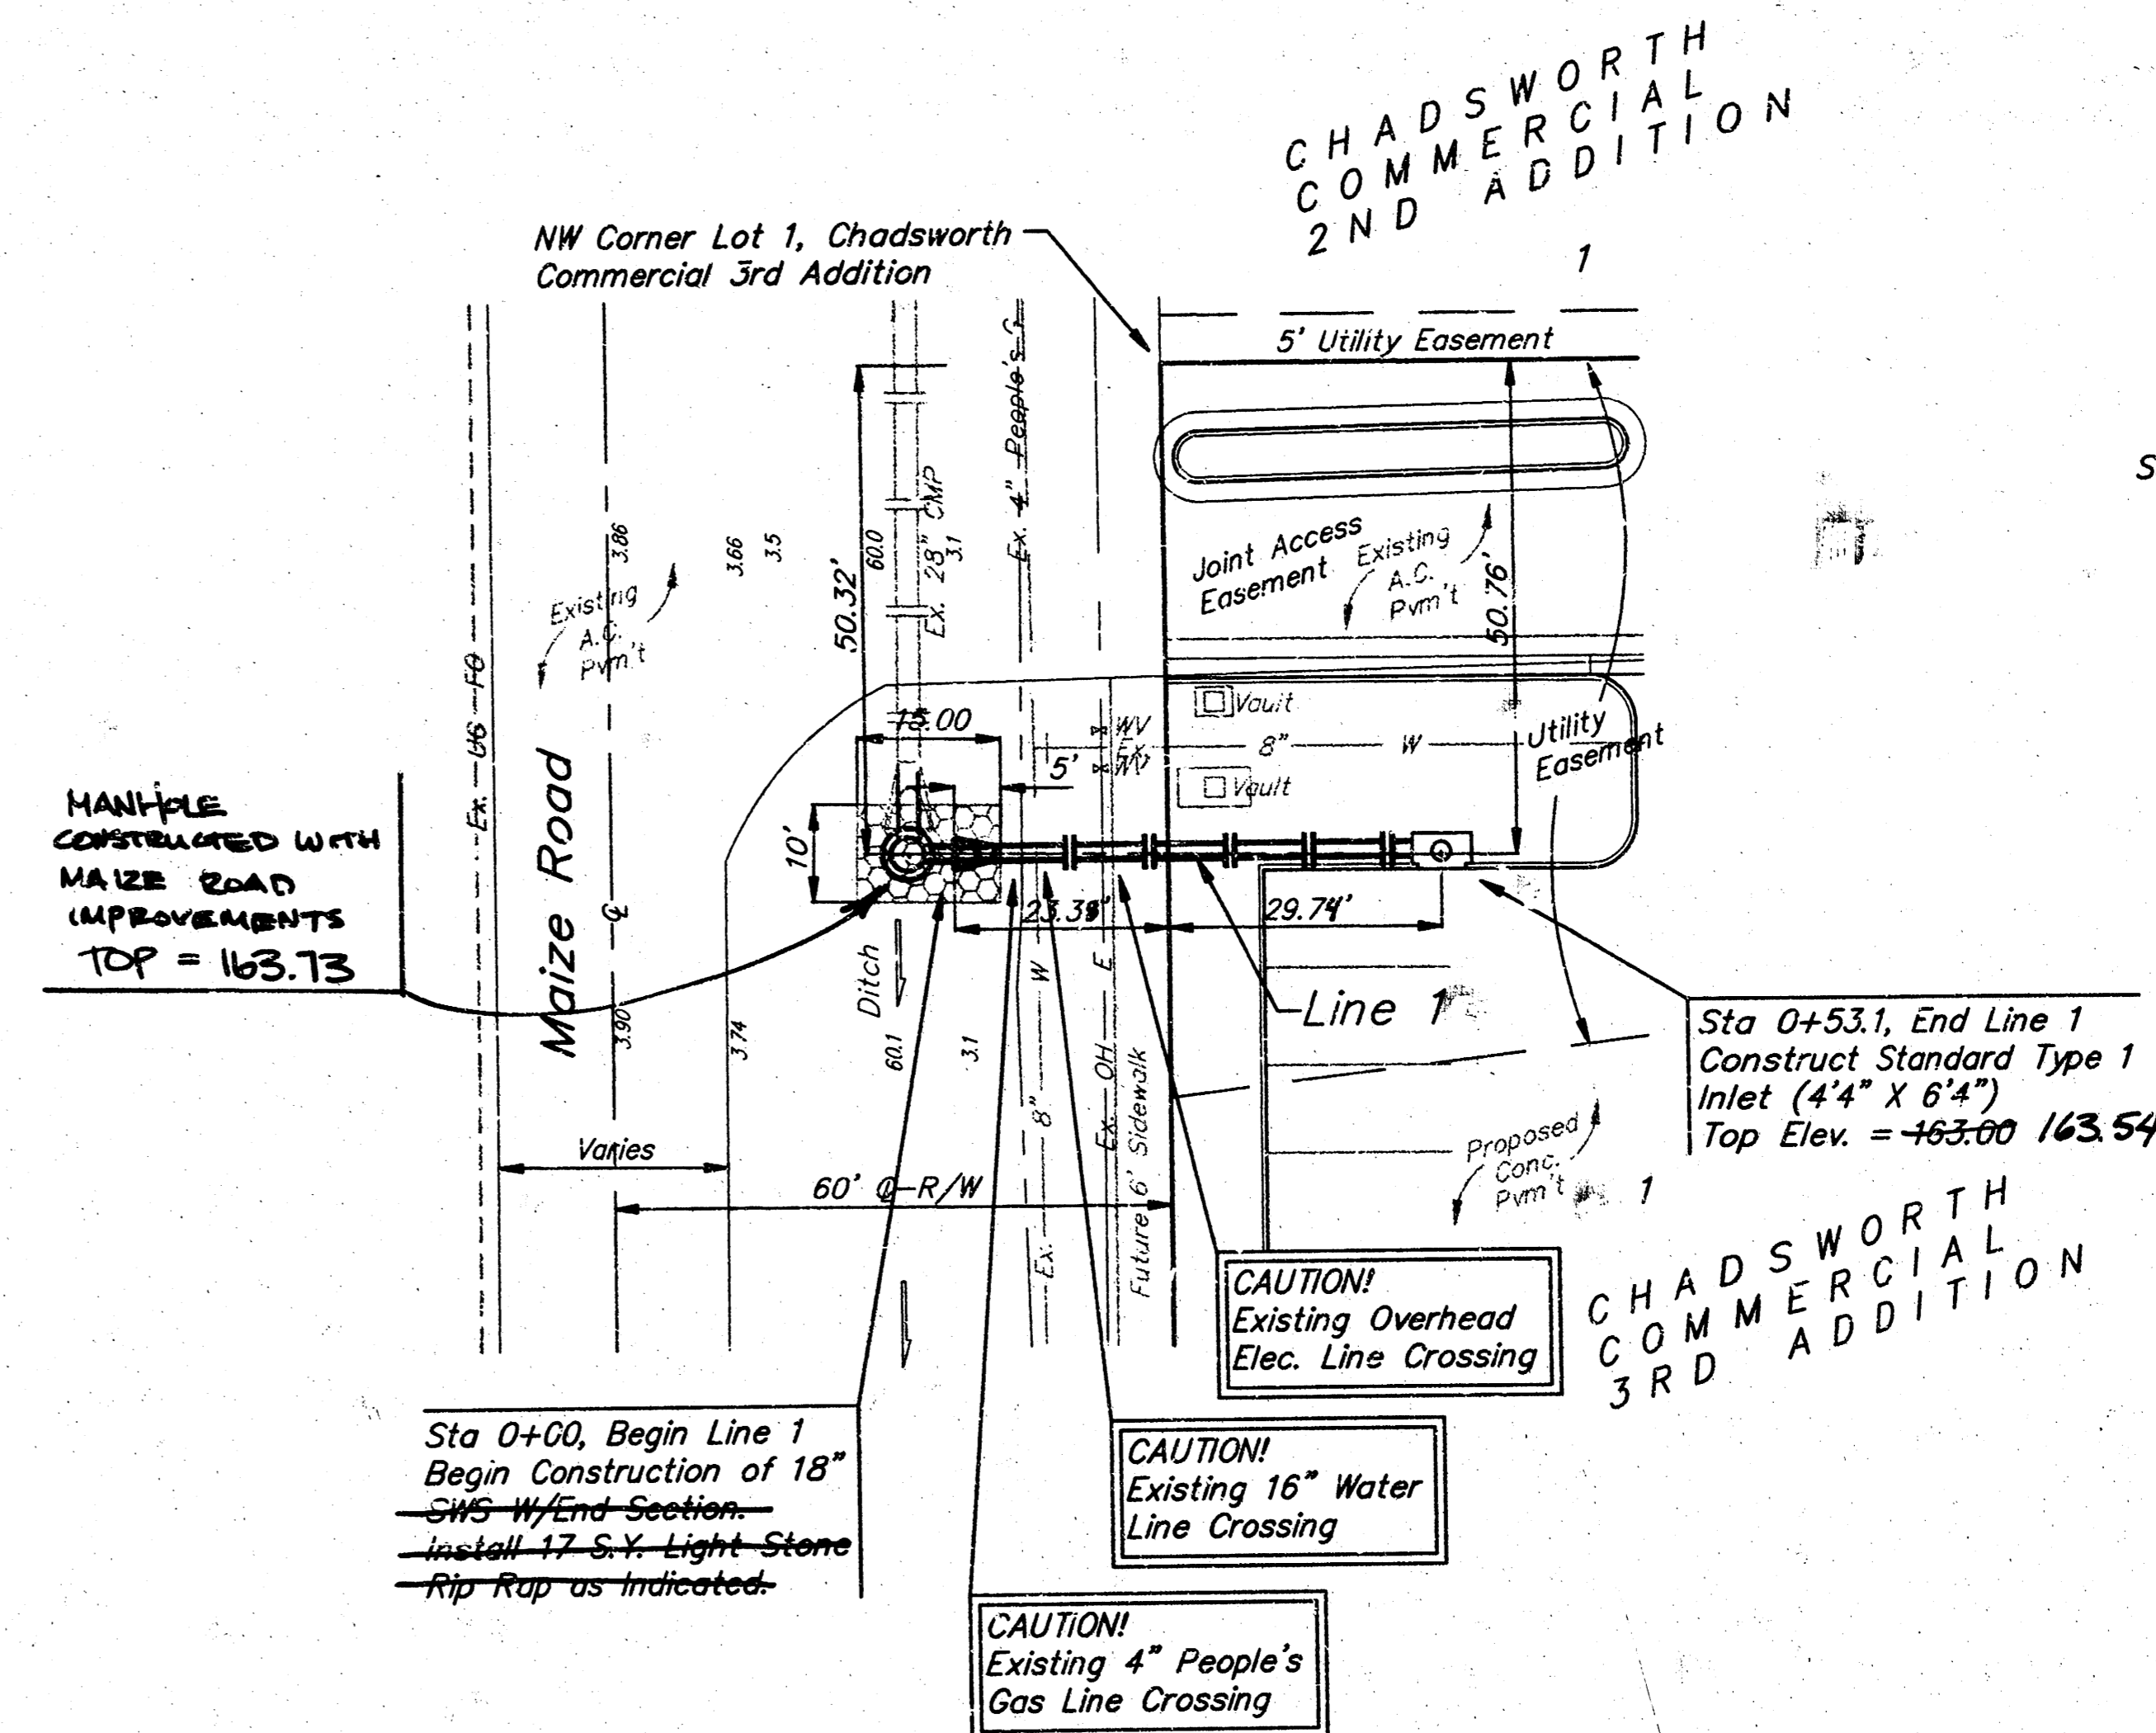 CHADSWORTH
COMMERCIAL
2ND ADDITION
1
NW Corner Lot 1, Chadsworth
Commercial 3rd Addition
5' Utility Easement
S
50.32'
60.0
Ex. 28" CMP
3.1
Ex. 4" People's G
3.86
3.66
3.5
Existing
A.C.
Pvm't
Joint Access
Easement
Existing
A.C.
Pvm't
50.76'
Ex. UG FO
Maize Road
15.00
5'
10'
Vault
WV
Ex.
8"
W
WV
Vault
Utility
Easement
MANHOLE
CONSTRUCTED WITH
MAIZE ROAD
IMPROVEMENTS
TOP = 163.73
29.74'
Ditch
W
E
Line 1
3.90
3.74
60.1
3.1
Ex. 8"
Ex. OH
Future 6' Sidewalk
Sta 0+53.1, End Line 1
Construct Standard Type 1
Inlet (4'4" X 6'4")
Top Elev. = 163.00 163.54
Varies
60' ℄-R/W
Proposed
Conc.
Pvm't
1
CHADSWORTH
COMMERCIAL
3RD ADDITION
CAUTION!
Existing Overhead
Elec. Line Crossing
Sta 0+00, Begin Line 1
Begin Construction of 18"
SWS W/End Section.
Install 17 S.Y. Light Stone
Rip Rap as Indicated.
CAUTION!
Existing 16" Water
Line Crossing
CAUTION!
Existing 4" People's
Gas Line Crossing